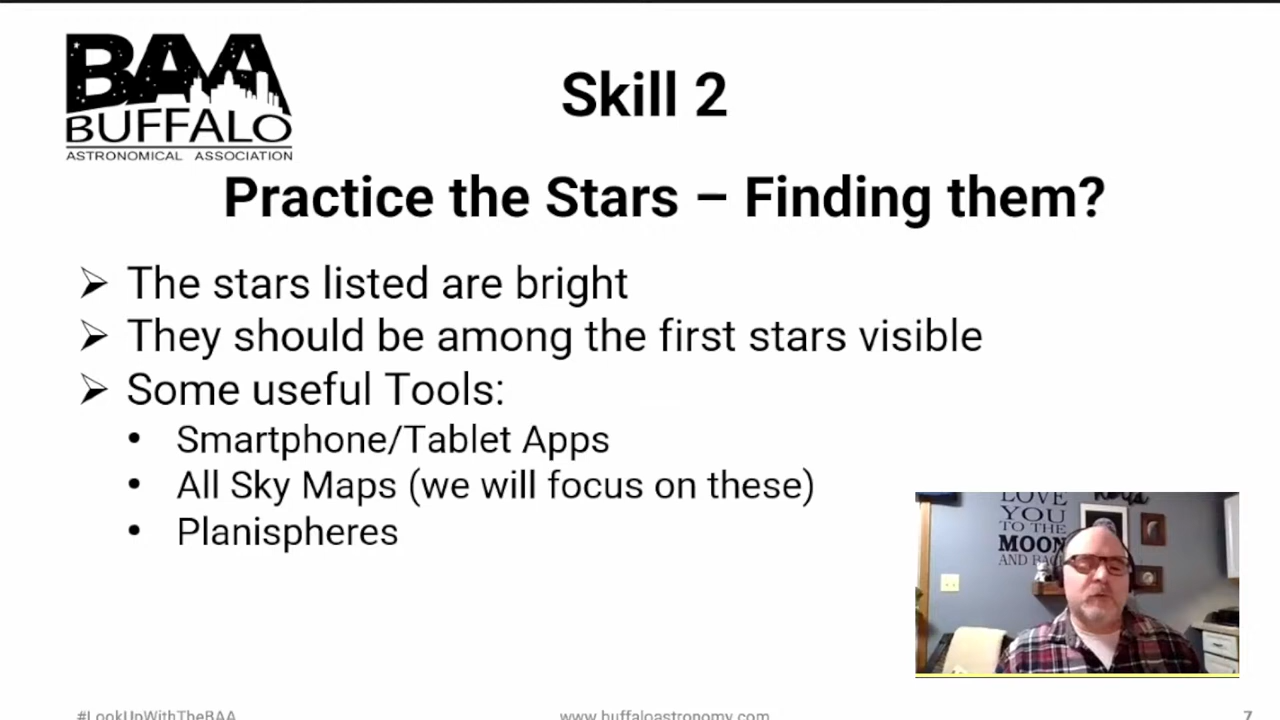 BAA
BUFFALO
ASTRONOMICAL ASSOCIATION
Skill 2
Practice the Stars – Finding them?
➢ The stars listed are bright
➢ They should be among the first stars visible
➢ Some useful Tools:
• Smartphone/Tablet Apps
• All Sky Maps (we will focus on these)
• Planispheres
LOVE
YOU
TO THE
MOON
AND BACK
#LookUpWithTheBAA
www.buffaloastronomy.com
7